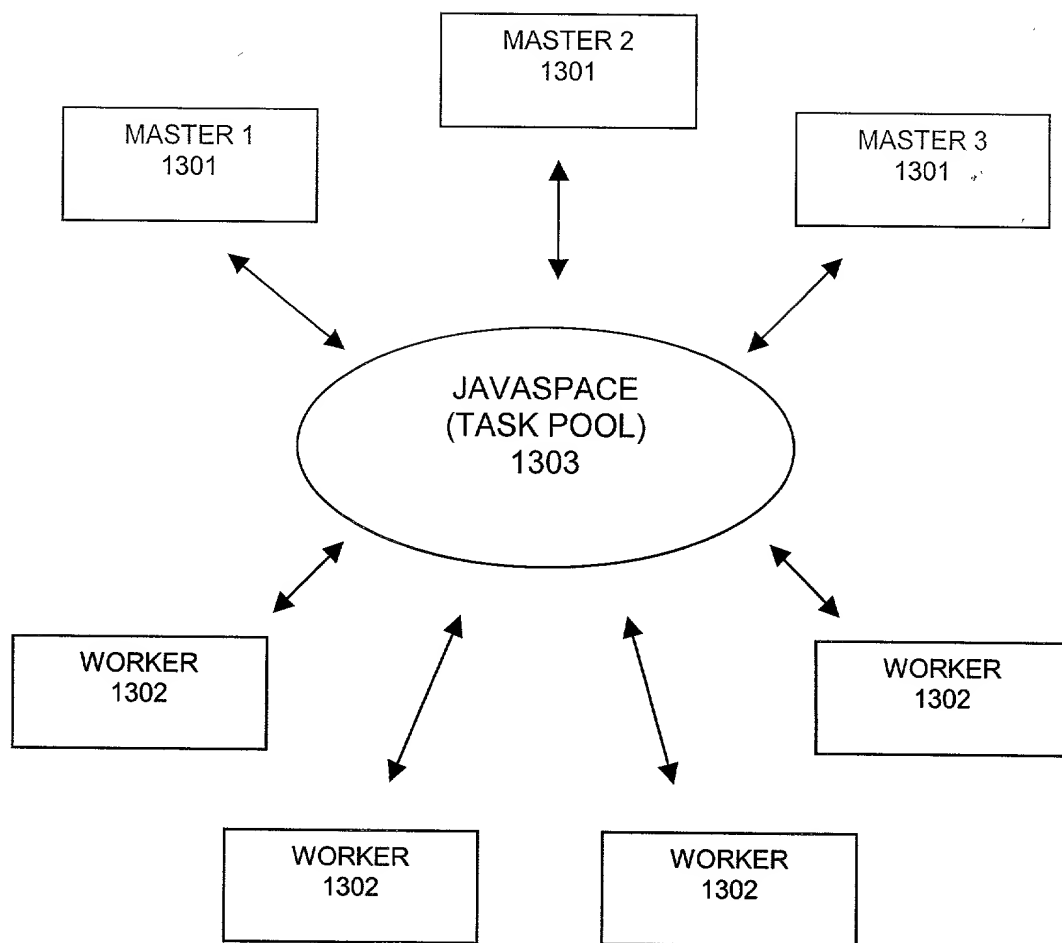 MASTER 2
1301
MASTER 1
1301
MASTER 3
1301
JAVASPACE
(TASK POOL)
1303
WORKER
1302
WORKER
1302
WORKER
1302
WORKER
1302